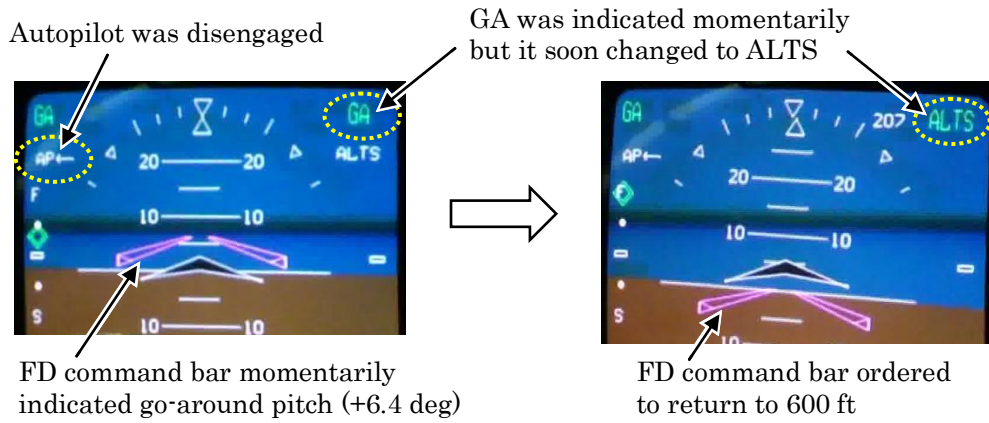 Autopilot was disengaged
GA was indicated momentarily
but it soon changed to ALTS
GA
GA
AP←
ALTS
20 20
F
10 10
S
10 10
GA
207 ALTS
AP←
20 20
F
10 10
S
10
FD command bar momentarily
indicated go-around pitch (+6.4 deg)
FD command bar ordered
to return to 600 ft